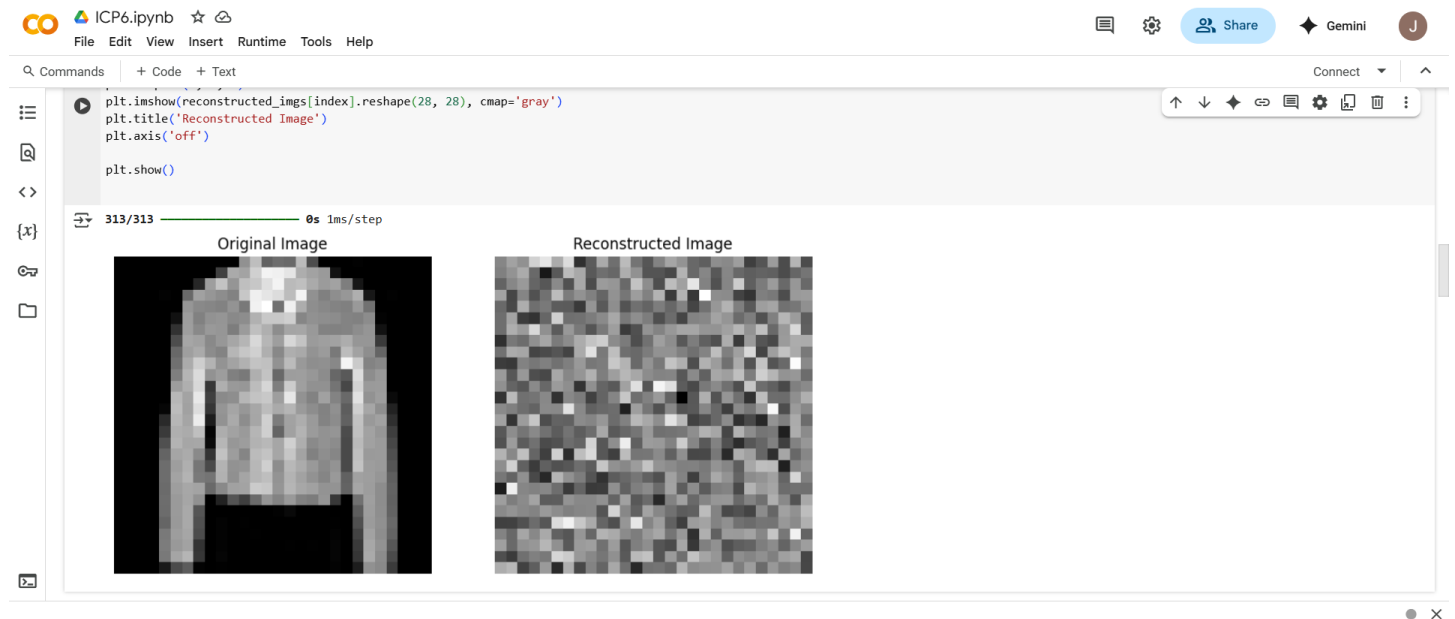 ICP6.ipynb
File Edit View Insert Runtime Tools Help
Share
Gemini
J
Commands + Code + Text
Connect
plt.imshow(reconstructed_imgs[index].reshape(28, 28), cmap='gray')
plt.title('Reconstructed Image')
plt.axis('off')
plt.show()
{x}
313/313 0s 1ms/step
Original Image Reconstructed Image